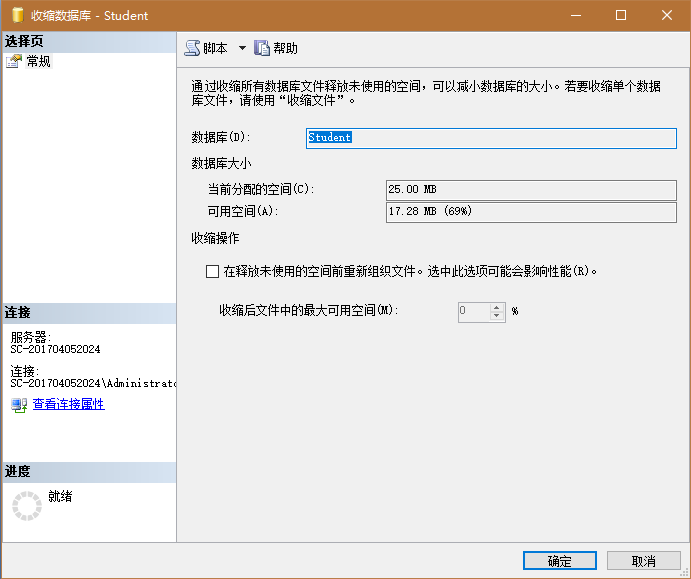 收缩数据库 - Student
选择页
常规
脚本
帮助
通过收缩所有数据库文件释放未使用的空间，可以减小数据库的大小。若要收缩单个数据
库文件，请使用“收缩文件”。
数据库(D):
Student
数据库大小
当前分配的空间(C):
25.00 MB
可用空间(A):
17.28 MB (69%)
收缩操作
在释放未使用的空间前重新组织文件。选中此选项可能会影响性能(R)。
收缩后文件中的最大可用空间(M):
0
%
连接
服务器:
SC-201704052024
连接:
SC-201704052024\Administrato
查看连接属性
进度
就绪
确定
取消